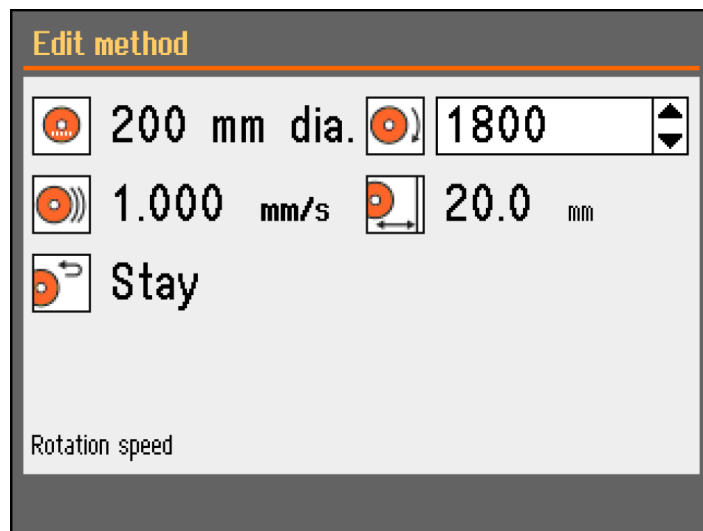 Edit method
200 mm dia. 1800
1.000 mm/s 20.0 mm
Stay
Rotation speed